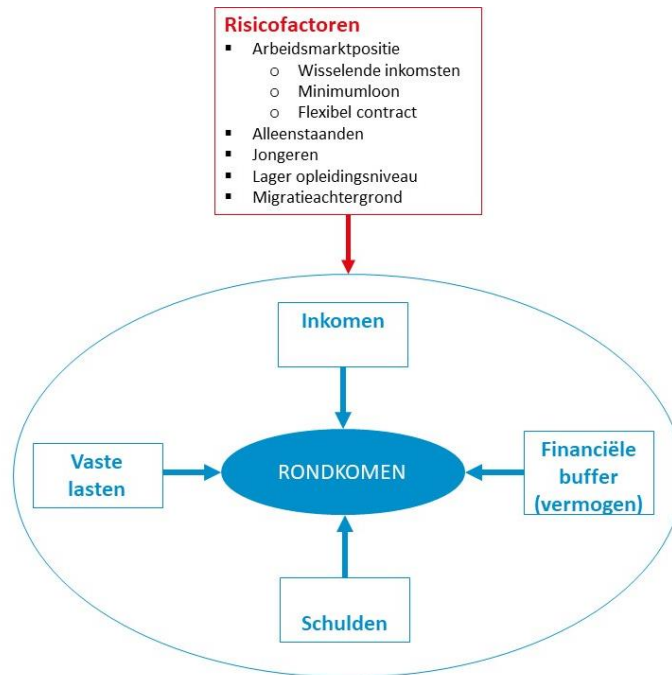 Risicofactoren
▪ Arbeidsmarktpositie
o Wisselende inkomsten
o Minimumloon
o Flexibel contract
▪ Alleenstaanden
▪ Jongeren
▪ Lager opleidingsniveau
▪ Migratieachtergrond
Inkomen
Vaste
lasten
RONDKOMEN
Financiële
buffer
(vermogen)
Schulden